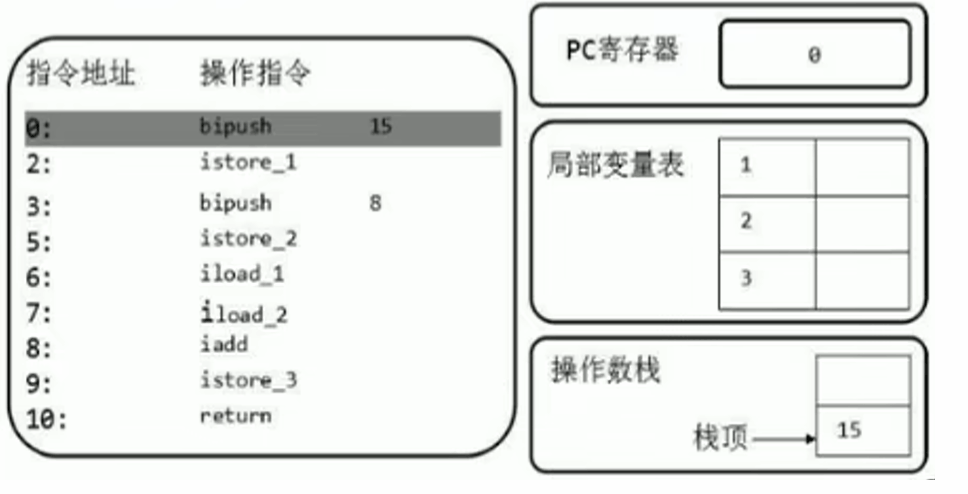 指令地址 操作指令
0: bipush 15
2: istore_1
3: bipush 8
5: istore_2
6: iload_1
7: iload_2
8: iadd
9: istore_3
10: return
PC寄存器 0
局部变量表 1
2
3
操作数栈
栈顶 15